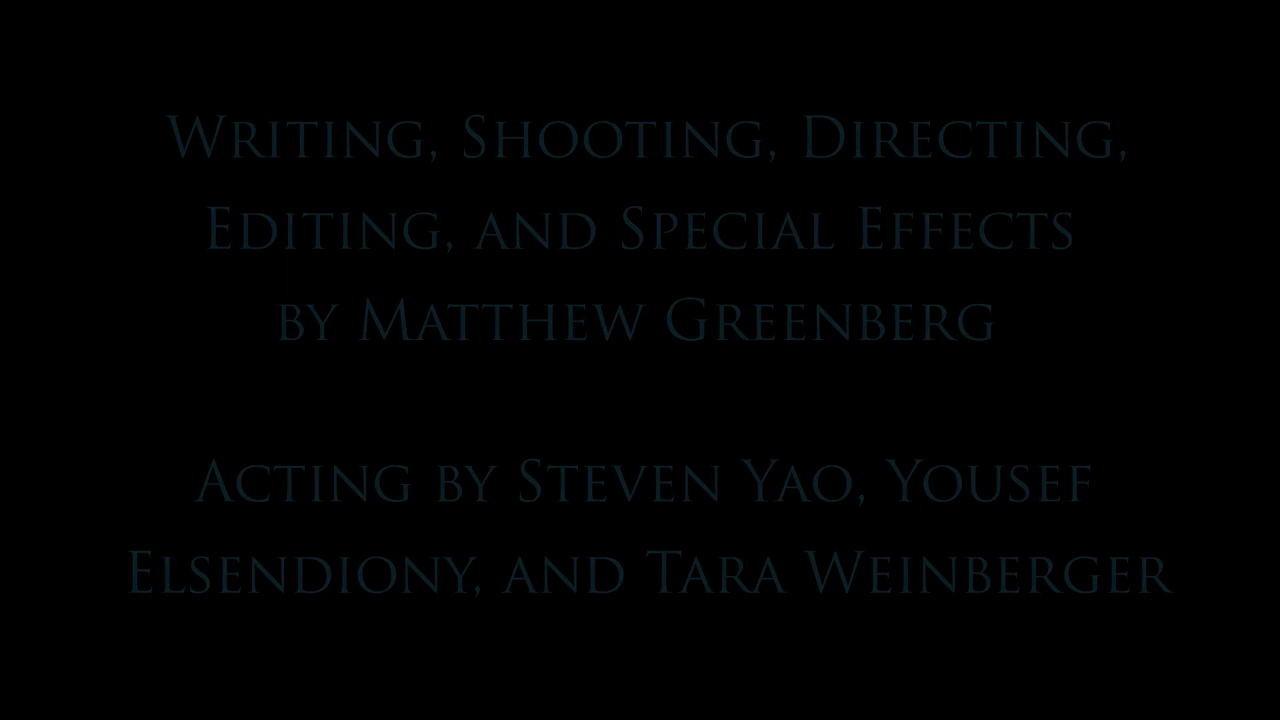 Writing, Shooting, Directing,
Editing, and Special Effects
by Matthew Greenberg
Acting by Steven Yao, Yousef
Elsendiony, and Tara Weinberger